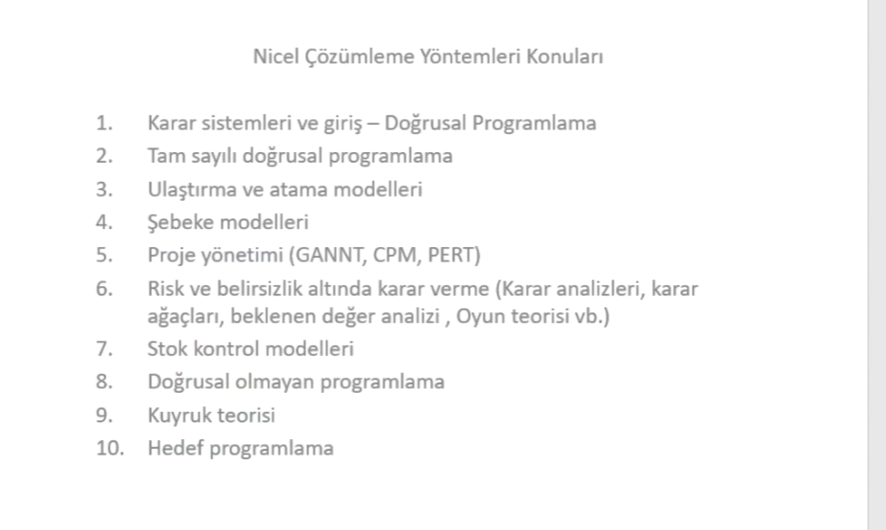 Nicel Çözümleme Yöntemleri Konuları
1. Karar sistemleri ve giriş – Doğrusal Programlama
2. Tam sayılı doğrusal programlama
3. Ulaştırma ve atama modelleri
4. Şebeke modelleri
5. Proje yönetimi (GANNT, CPM, PERT)
6. Risk ve belirsizlik altında karar verme (Karar analizleri, karar
ağaçları, beklenen değer analizi , Oyun teorisi vb.)
7. Stok kontrol modelleri
8. Doğrusal olmayan programlama
9. Kuyruk teorisi
10. Hedef programlama